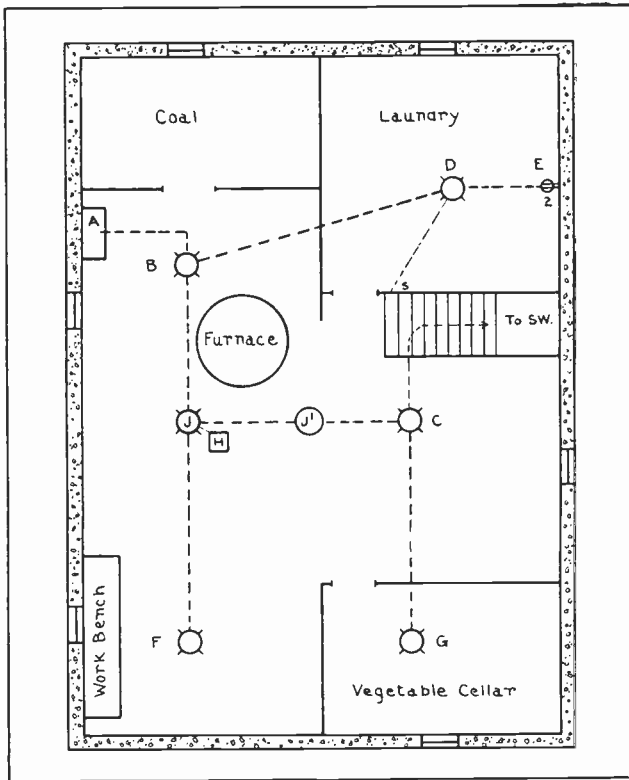 Coal
Laundry
D
E
2
A
B
S
To SW.
Furnace
J
J'
C
H
Work Bench
F
G
Vegetable Cellar